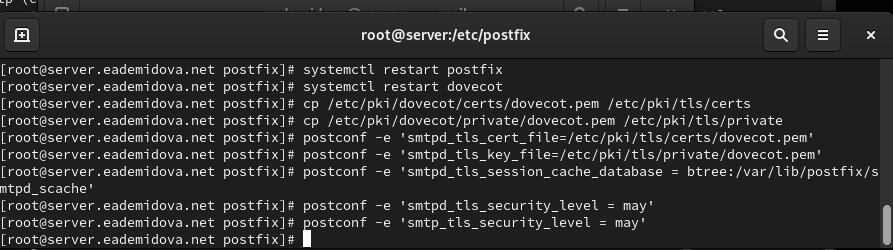 root@server:/etc/postfix
[root@server.eademidova.net postfix]# systemctl restart postfix
[root@server.eademidova.net postfix]# systemctl restart dovecot
[root@server.eademidova.net postfix]# cp /etc/pki/dovecot/certs/dovecot.pem /etc/pki/tls/certs
[root@server.eademidova.net postfix]# cp /etc/pki/dovecot/private/dovecot.pem /etc/pki/tls/private
[root@server.eademidova.net postfix]# postconf -e 'smtpd_tls_cert_file=/etc/pki/tls/certs/dovecot.pem'
[root@server.eademidova.net postfix]# postconf -e 'smtpd_tls_key_file=/etc/pki/tls/private/dovecot.pem'
[root@server.eademidova.net postfix]# postconf -e 'smtpd_tls_session_cache_database = btree:/var/lib/postfix/s
mtpd_scache'
[root@server.eademidova.net postfix]# postconf -e 'smtpd_tls_security_level = may'
[root@server.eademidova.net postfix]# postconf -e 'smtp_tls_security_level = may'
[root@server.eademidova.net postfix]#